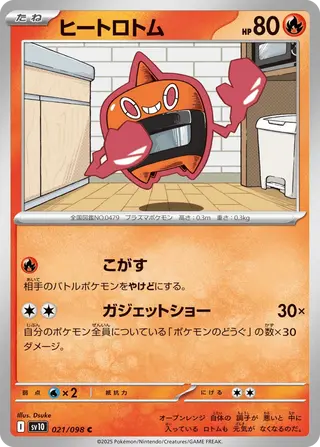 たね
ヒートロトム
HP80
全国図鑑NO.0479 プラズマポケモン 高さ:0.3m 重さ:0.3kg
こがす
相手のバトルポケモンをやけどにする。
ガジェットショー 30×
自分のポケモン全員についている「ポケモンのどうぐ」の数×30
ダメージ。
弱点 ×2 抵抗力 にげる
Illus. Dsuke
I sv10 021/098 C
オーブンレンジ 自体の 調子が 悪いと
入っている ロトムも 元気が なくなるのだ。
©2025 Pokémon/Nintendo/Creatures/GAME FREAK.